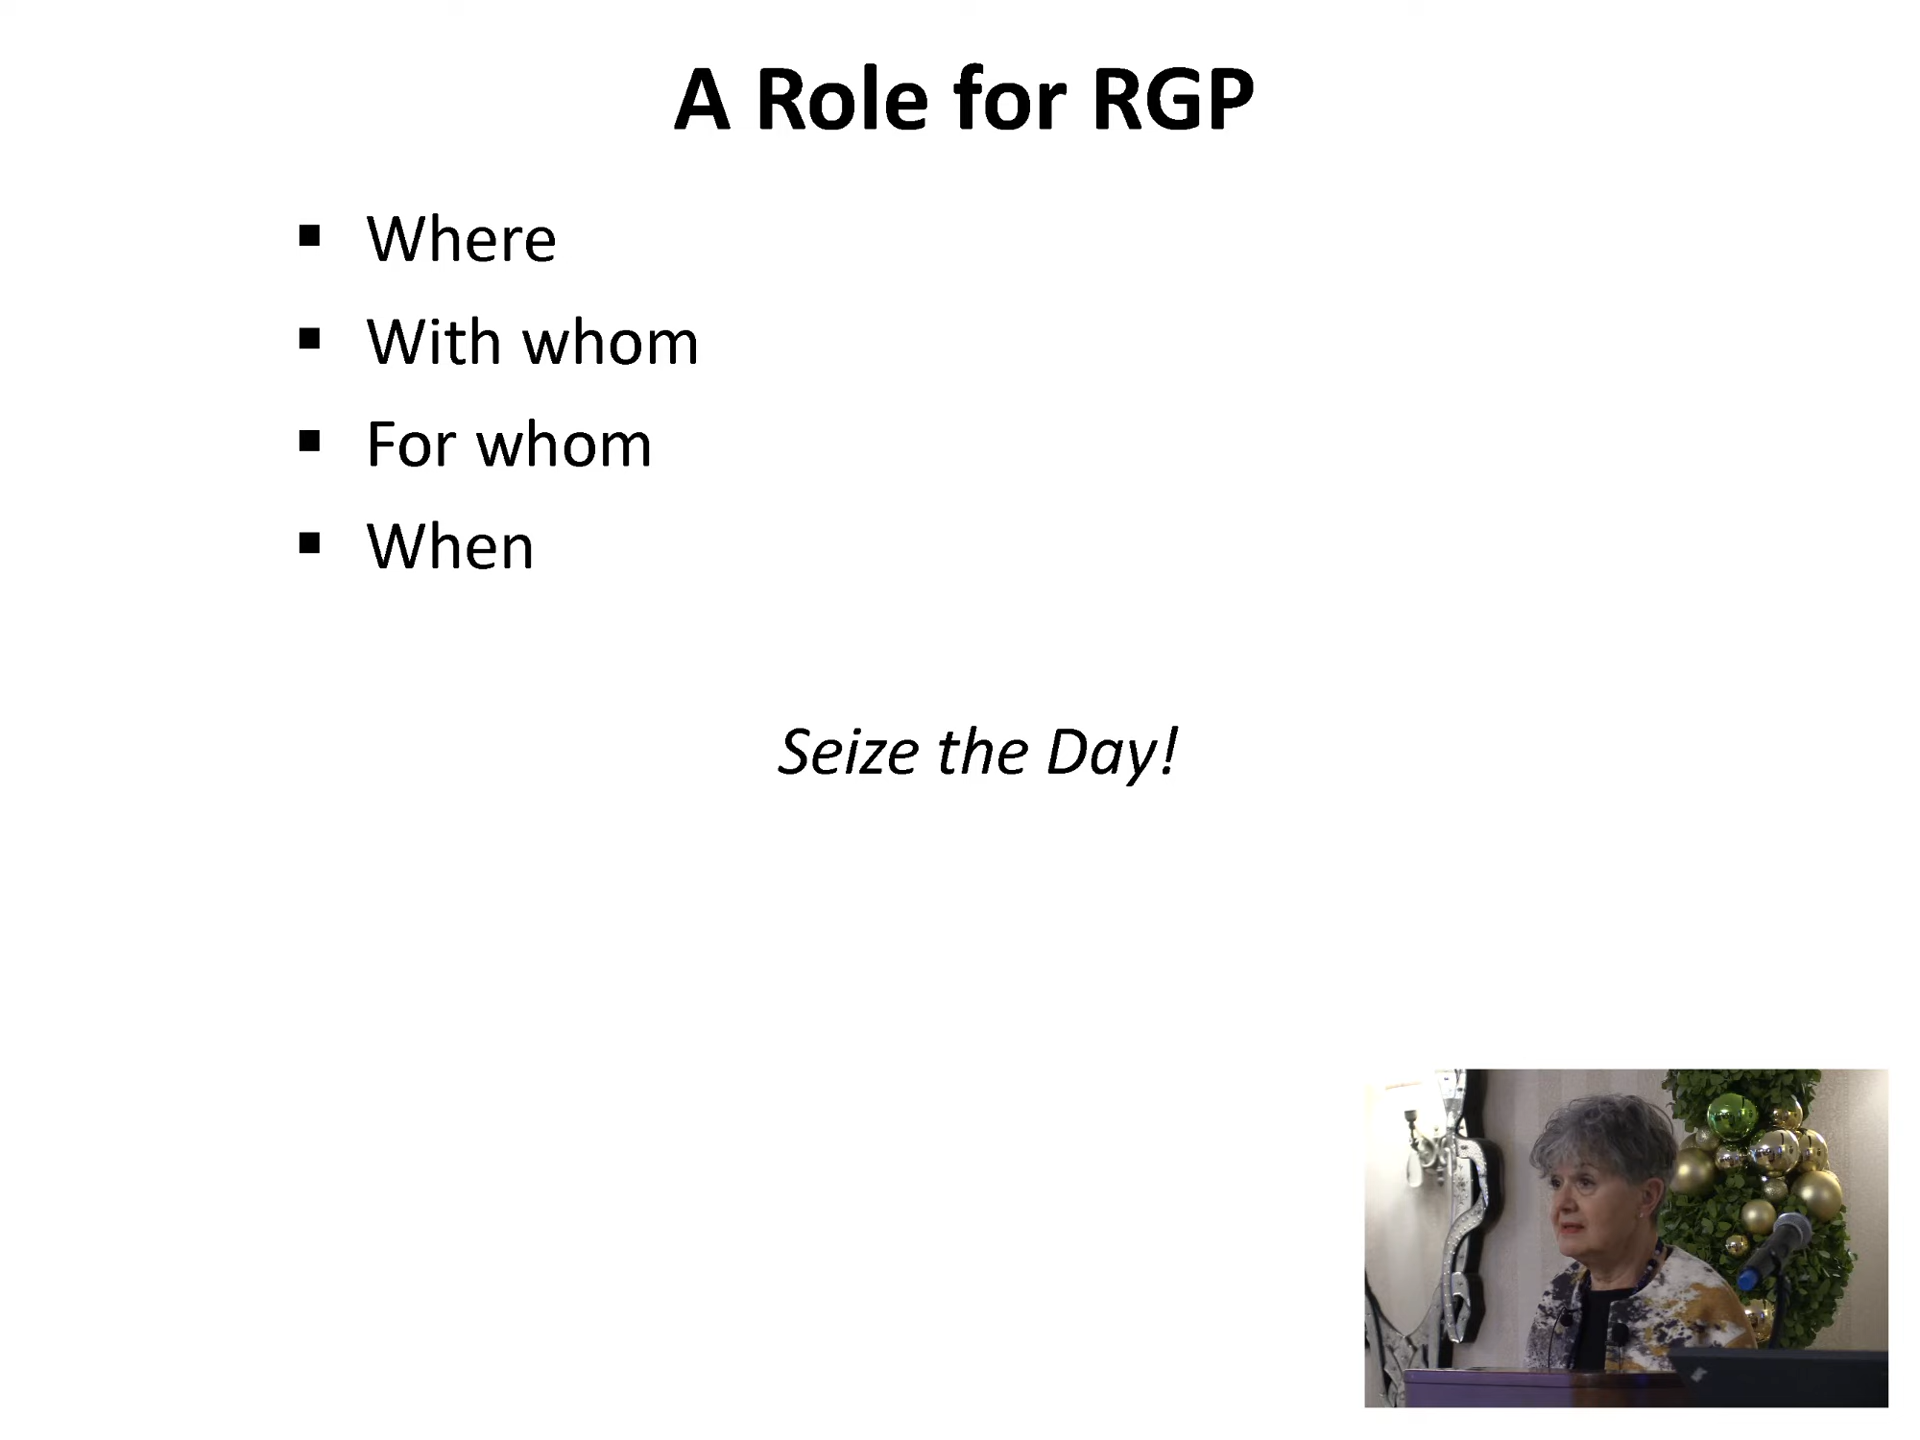 A Role for RGP
▪ Where
▪ With whom
▪ For whom
▪ When
Seize the Day!